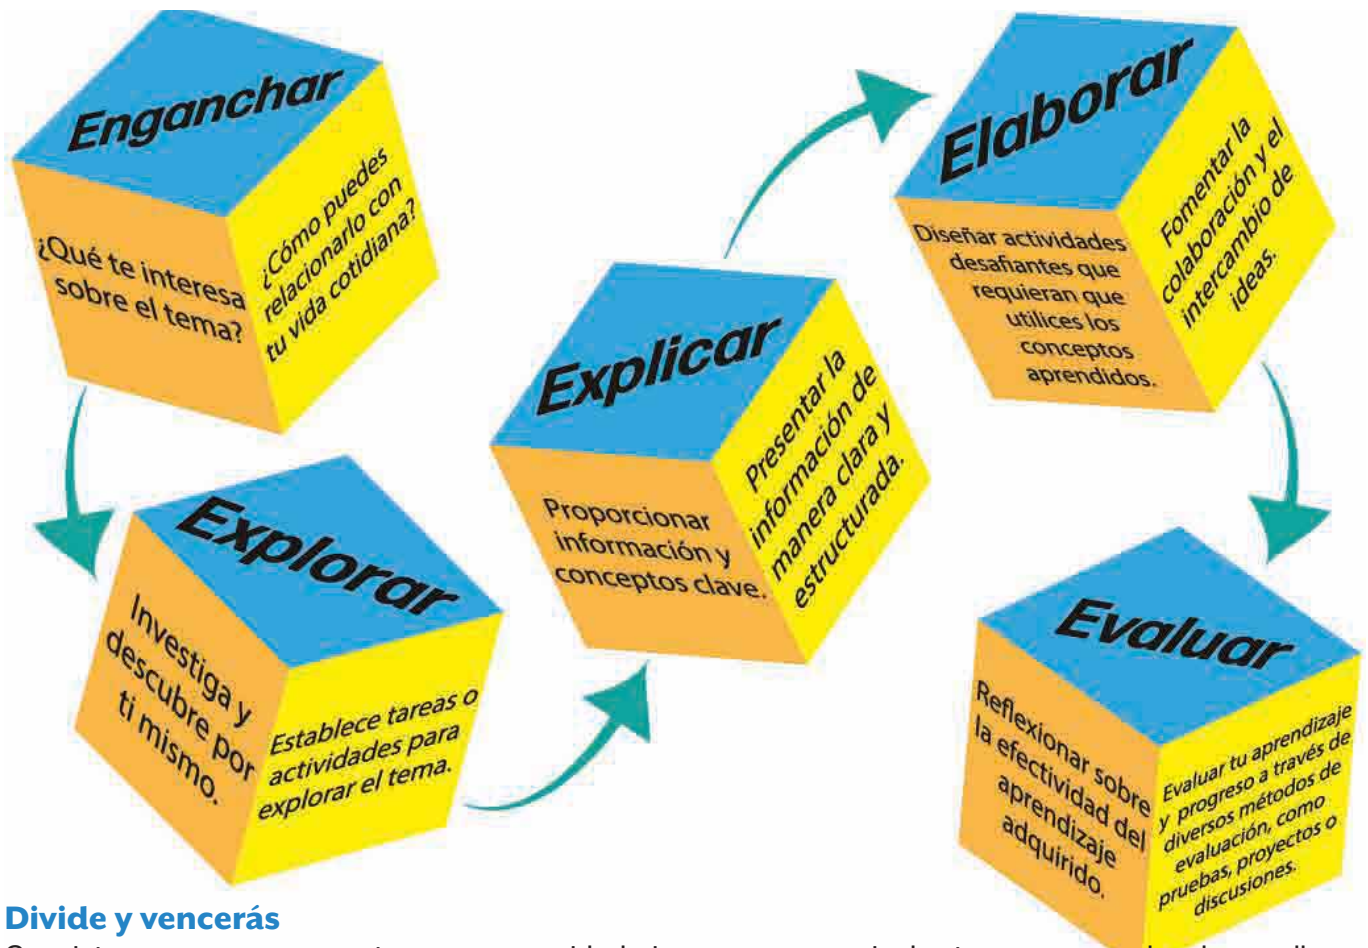 Enganchar
¿Qué te interesa
sobre el tema?
¿Cómo puedes
relacionarlo con
tu vida cotidiana?
Explorar
Investiga y
descubre por
ti mismo.
Establece tareas o
actividades para
explorar el tema.
Explicar
Proporcionar
información y
conceptos clave.
Presentar la
información de
manera clara y
estructurada.
Elaborar
Diseñar actividades
desafiantes que
requieran que
utilices los
conceptos
aprendidos.
Fomentar la
colaboración y el
intercambio de
ideas.
Evaluar
Reflexionar sobre
la efectividad del
aprendizaje
adquirido.
Evaluar tu aprendizaje
y progreso a través de
diversos métodos de
evaluación, como
pruebas, proyectos o
discusiones.
Divide y vencerás